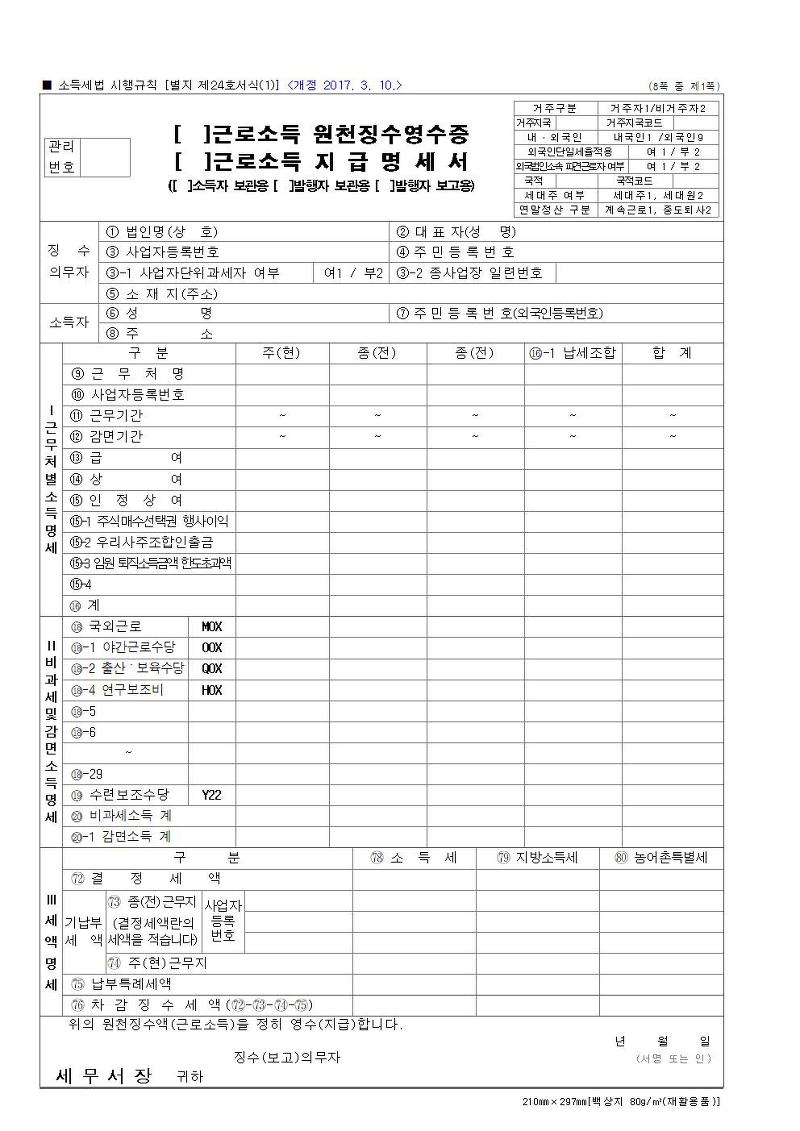 ■ 소득세법 시행규칙 [별지 제24호서식(1)] <개정 2017. 3. 10.>
(8쪽 중 제1쪽)
관리
번호
[ ]근로소득 원천징수영수증
[ ]근로소득 지 급 명 세 서
([ ]소득자 보관용 [ ]발행자 보관용 [ ]발행자 보고용)
거주구분 거주자1/비거주자2
거주지국 거주지국코드
내ㆍ외국인 내국인1 /외국인9
외국인단일세율적용 여 1 / 부 2
외국법인소속 파견근로자 여부 여 1 / 부 2
국적 국적코드
세대주 여부 세대주1, 세대원2
연말정산 구분 계속근로1, 중도퇴사2
징 수
의무자
① 법인명(상 호) ② 대 표 자(성 명)
③ 사업자등록번호 ④ 주 민 등 록 번 호
③-1 사업자단위과세자 여부 여1 / 부2 ③-2 종사업장 일련번호
⑤ 소 재 지(주소)
소득자
⑥ 성 명 ⑦ 주 민 등 록 번 호(외국인등록번호)
⑧ 주 소
Ⅰ근무처별소득명세
구 분 주(현) 종(전) 종(전) ⑯-1 납세조합 합 계
⑨ 근 무 처 명
⑩ 사업자등록번호
⑪ 근무기간 ~ ~ ~ ~ ~
⑫ 감면기간 ~ ~ ~ ~ ~
⑬ 급 여
⑭ 상 여
⑮ 인 정 상 여
⑮-1 주식매수선택권 행사이익
⑮-2 우리사주조합인출금
⑮-3 임원 퇴직소득금액 한도초과액
⑮-4
⑯ 계
Ⅱ비과세및감면소득명세
⑱ 국외근로 M0X
⑱-1 야간근로수당 O0X
⑱-2 출산ㆍ보육수당 Q0X
⑱-4 연구보조비 H0X
⑱-5
⑱-6
~
⑱-29
⑲ 수련보조수당 Y22
⑳ 비과세소득 계
⑳-1 감면소득 계
Ⅲ세액명세
구 분 78 소 득 세 79 지방소득세 80 농어촌특별세
72 결 정 세 액
기납부
세 액
73 종(전)근무지
(결정세액란의
세액을 적습니다)
사업자
등록
번호
74 주(현)근무지
75 납부특례세액
76 차 감 징 수 세 액(72-73-74-75)
위의 원천징수액(근로소득)을 정히 영수(지급)합니다.
년 월 일
징수(보고)의무자 (서명 또는 인)
세 무 서 장 귀하
210mm×297mm[백상지 80g/㎡(재활용품)]